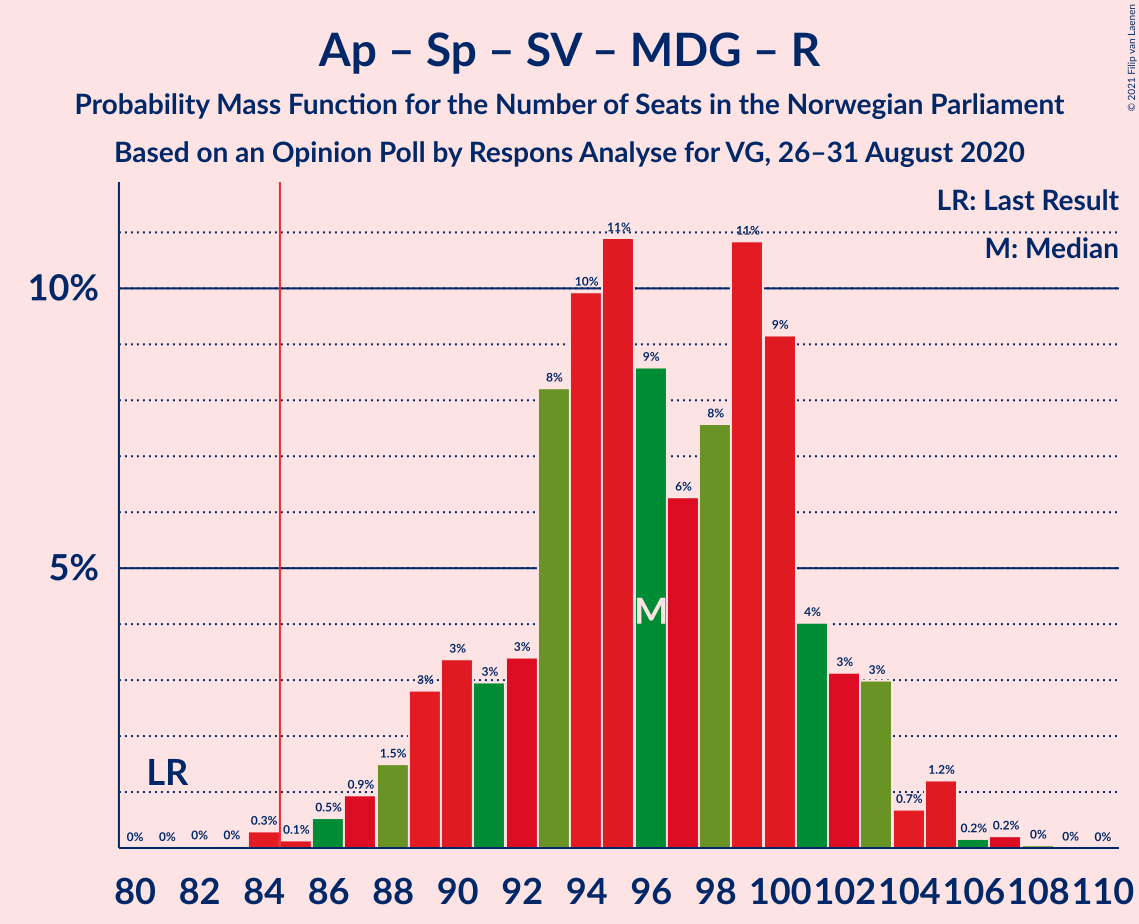 Ap – Sp – SV – MDG – R
Probability Mass Function for the Number of Seats in the Norwegian Parliament
Based on an Opinion Poll by Respons Analyse for VG, 26–31 August 2020
© 2021 Filip van Laenen
LR: Last Result
M: Median
10%
5%
LR
M
0% 0% 0% 0% 0.3% 0.1% 0.5% 0.9% 1.5% 3% 3% 3% 3% 8% 10% 11% 9% 6% 8% 11% 9% 4% 3% 3% 0.7% 1.2% 0.2% 0.2% 0% 0% 0%
80 82 84 86 88 90 92 94 96 98 100 102 104 106 108 110